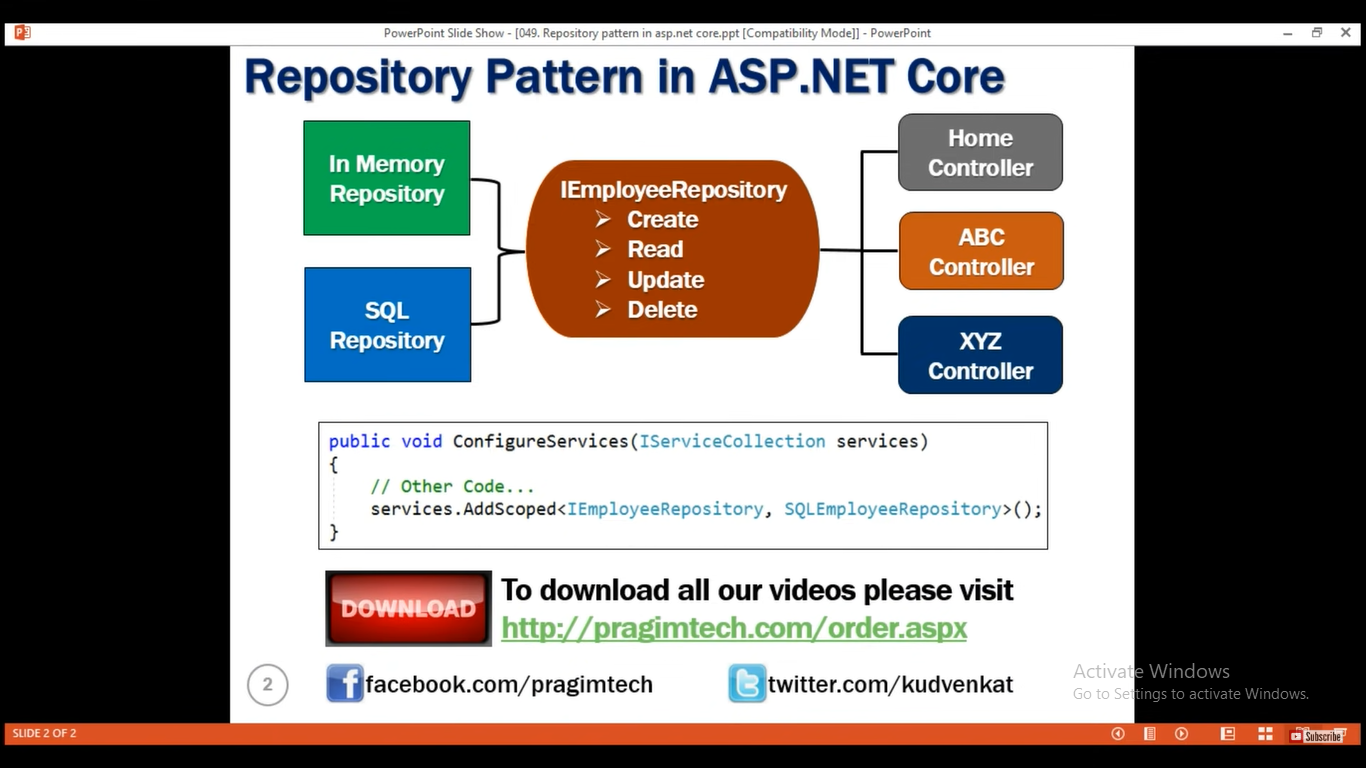 PowerPoint Slide Show - [049. Repository pattern in asp.net core.ppt [Compatibility Mode]] - PowerPoint
Repository Pattern in ASP.NET Core
In Memory
Repository
SQL
Repository
IEmployeeRepository
Create
Read
Update
Delete
Home
Controller
ABC
Controller
XYZ
Controller
public void ConfigureServices(IServiceCollection services)
{
// Other Code...
services.AddScoped<IEmployeeRepository, SQLEmployeeRepository>();
}
DOWNLOAD
To download all our videos please visit
http://pragimtech.com/order.aspx
2
facebook.com/pragimtech
twitter.com/kudvenkat
Activate Windows
Go to Settings to activate Windows.
SLIDE 2 OF 2
Subscribe